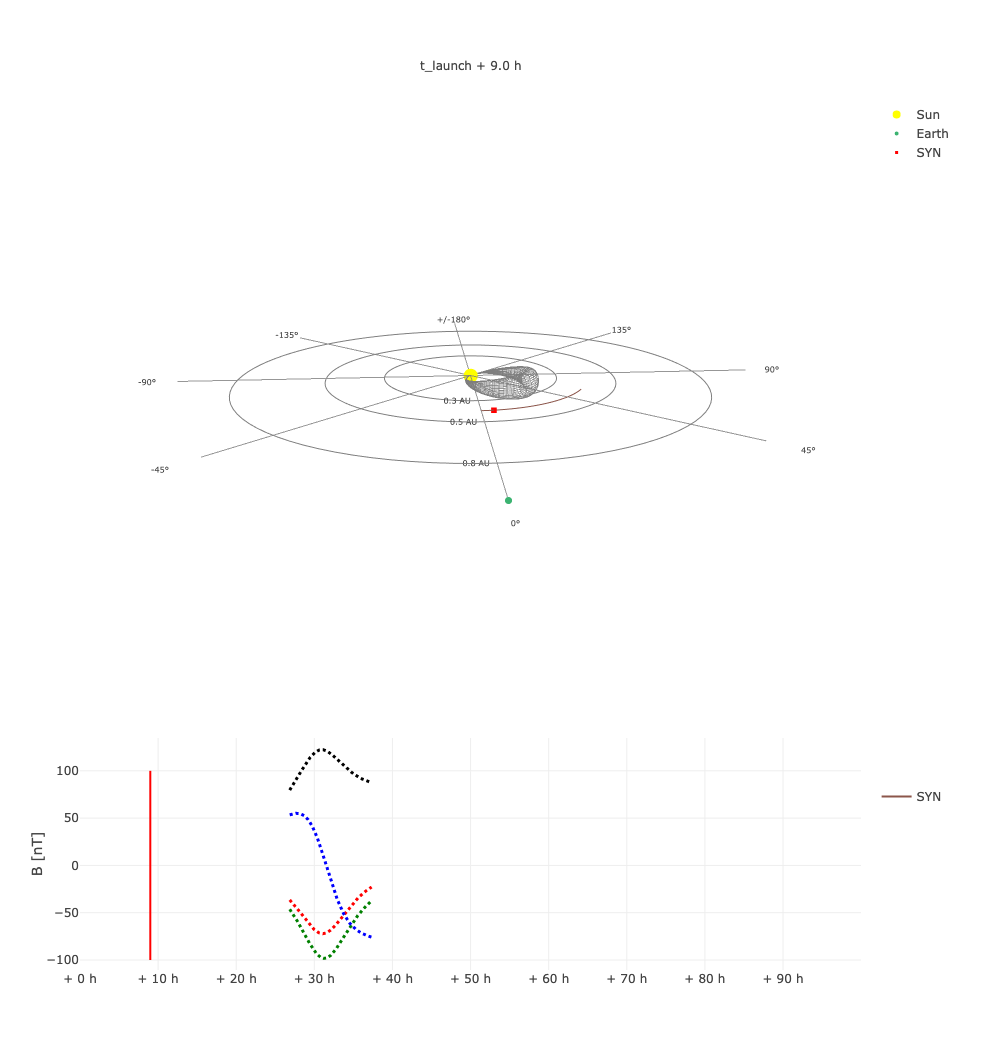 t_launch + 9.0 h
Sun
Earth
SYN
+/-180°
-135°
135°
-90°
90°
0.3 AU
0.5 AU
-45°
45°
0.8 AU
0°
B [nT]
100
50
0
−50
−100
+ 0 h
+ 10 h
+ 20 h
+ 30 h
+ 40 h
+ 50 h
+ 60 h
+ 70 h
+ 80 h
+ 90 h
SYN